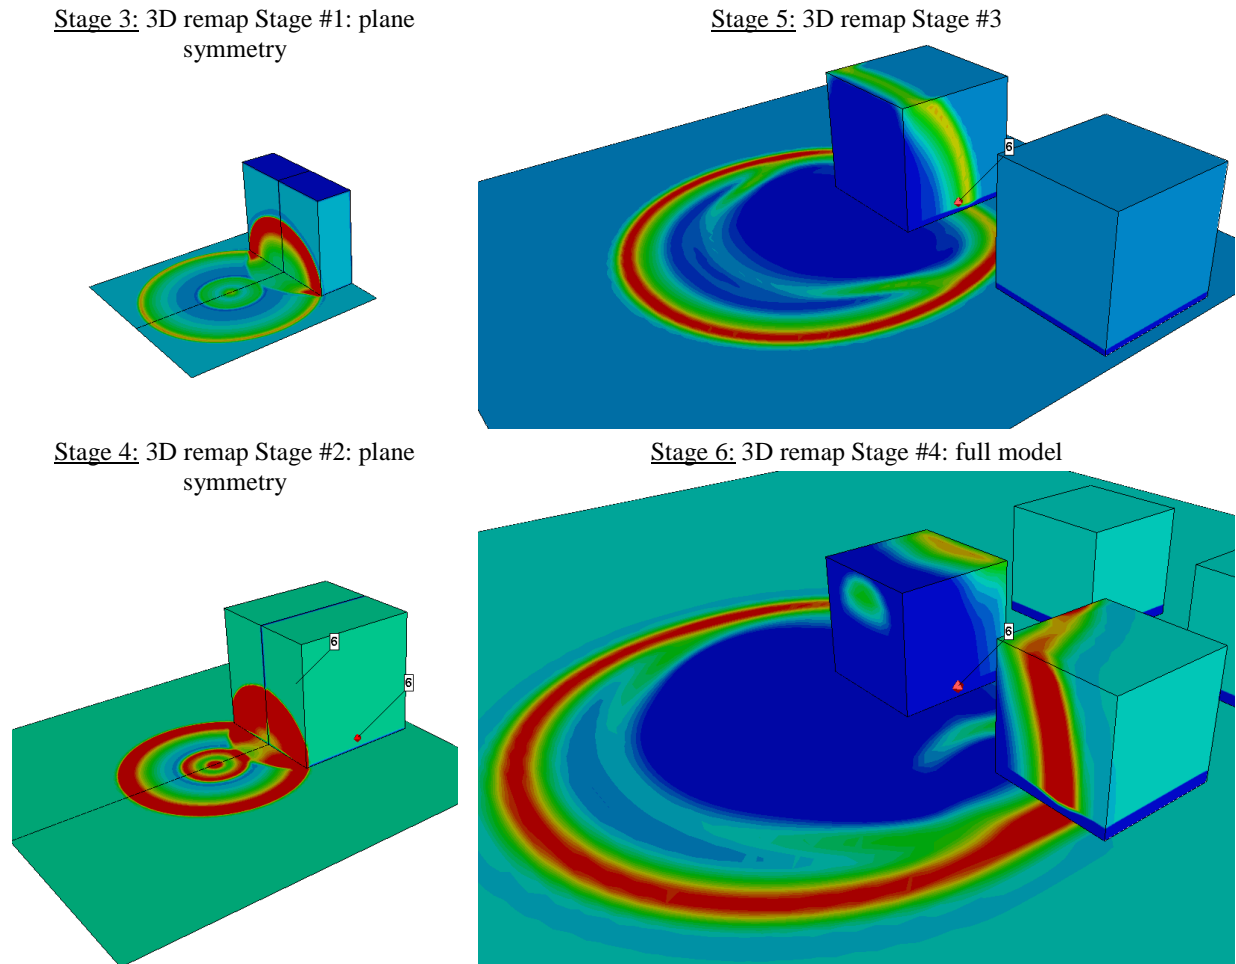 Stage 3: 3D remap Stage #1: plane
symmetry
Stage 5: 3D remap Stage #3
6
Stage 4: 3D remap Stage #2: plane
symmetry
6
6
Stage 6: 3D remap Stage #4: full model
6